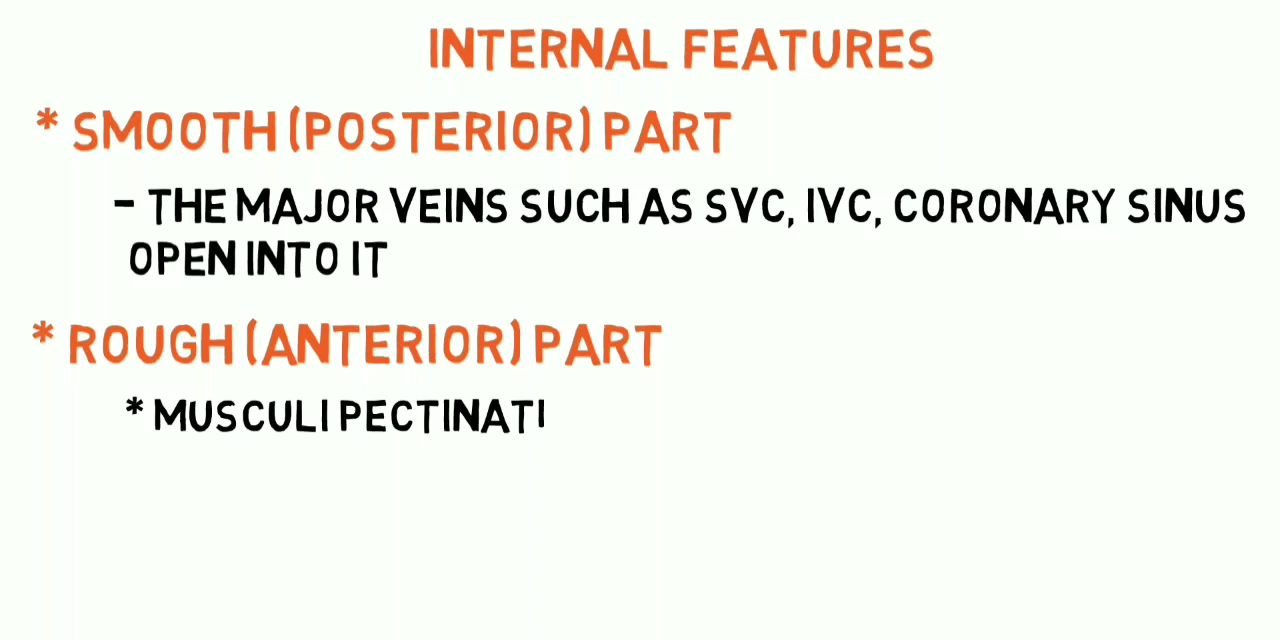 INTERNAL FEATURES
* SMOOTH (POSTERIOR) PART
- THE MAJOR VEINS SUCH AS SVC, IVC, CORONARY SINUS
OPEN INTO IT
* ROUGH (ANTERIOR) PART
* MUSCULI PECTINATI